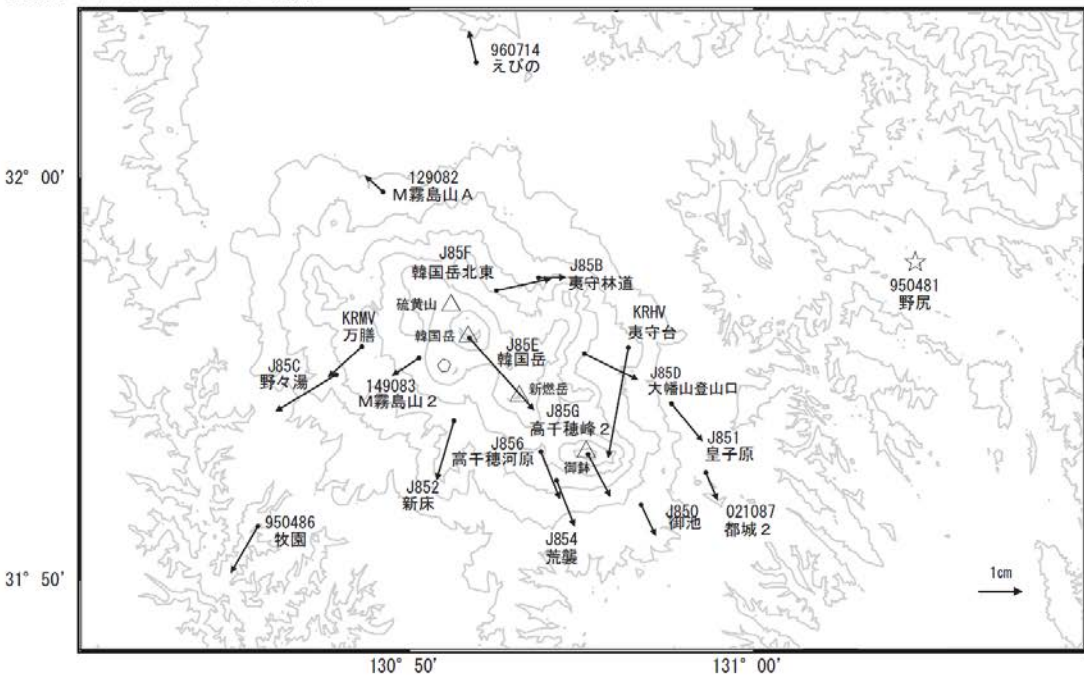 960714
えびの
32° 00'
129082
M霧島山A
J85F
韓国岳北東
J85B
夷守林道
950481
野尻
硫黄山
KRMV
万膳
韓国岳
J85E
韓国岳
KRHV
夷守台
J85C
野々湯
149083
M霧島山2
新燃岳
J85D
大幡山登山口
J85G
高千穂峰2
J851
皇子原
J856
高千穂河原
御鉢
J852
新床
950486
牧園
J854
荒襲
J850
御池
021087
都城2
31° 50'
1cm
130° 50'
131° 00'